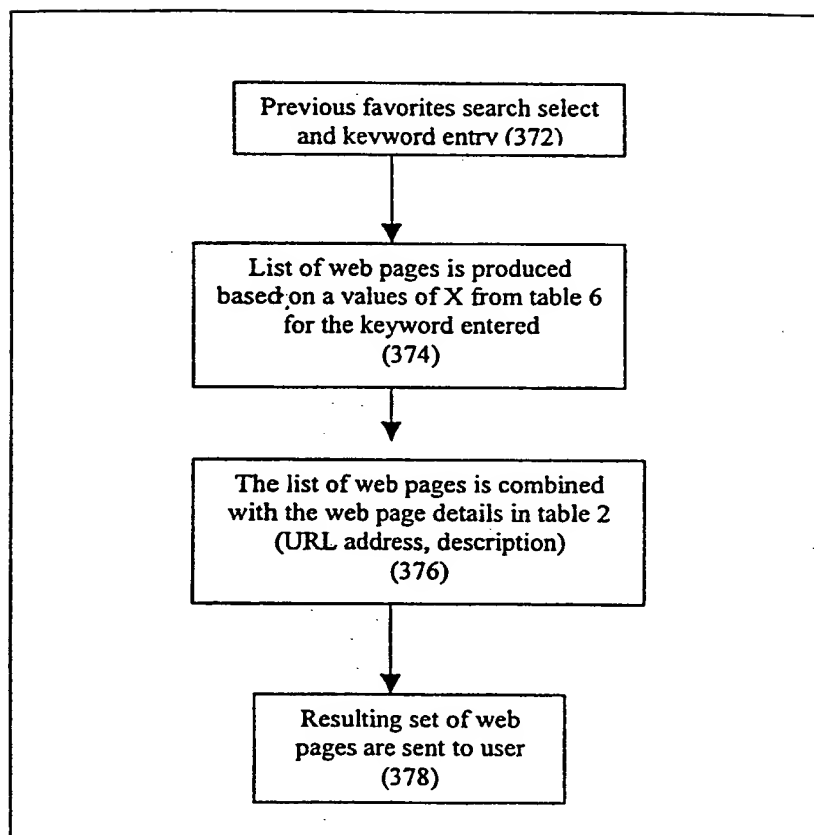 Previous favorites search select
and keyword entry (372)
List of web pages is produced
based on a values of X from table 6
for the keyword entered
(374)
The list of web pages is combined
with the web page details in table 2
(URL address, description)
(376)
Resulting set of web
pages are sent to user
(378)